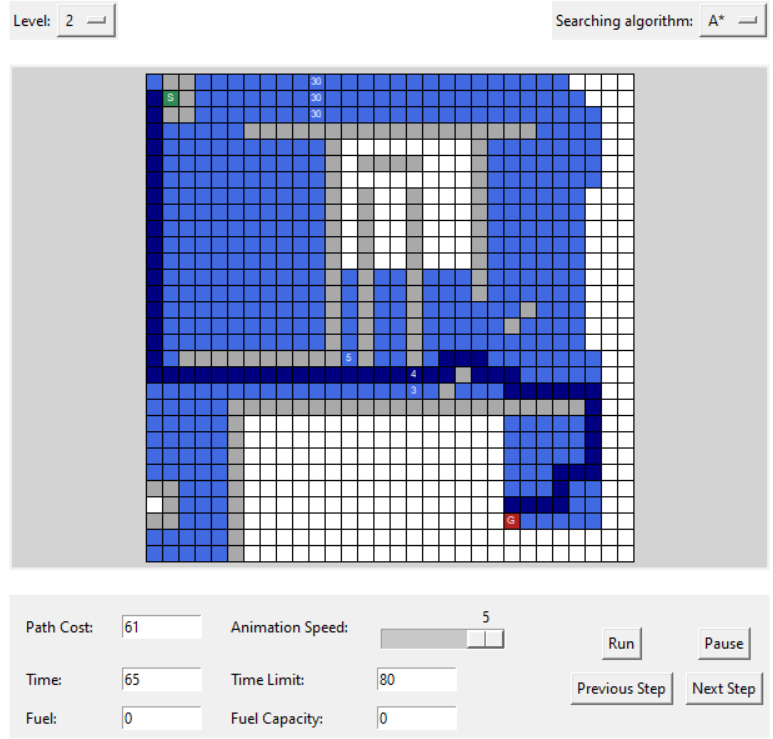 Level: 2 Searching algorithm: A*
30
S 30
30
5
4
3
G
5
Path Cost: 61 Animation Speed: Run Pause
Time: 65 Time Limit: 80 Previous Step Next Step
Fuel: 0 Fuel Capacity: 0